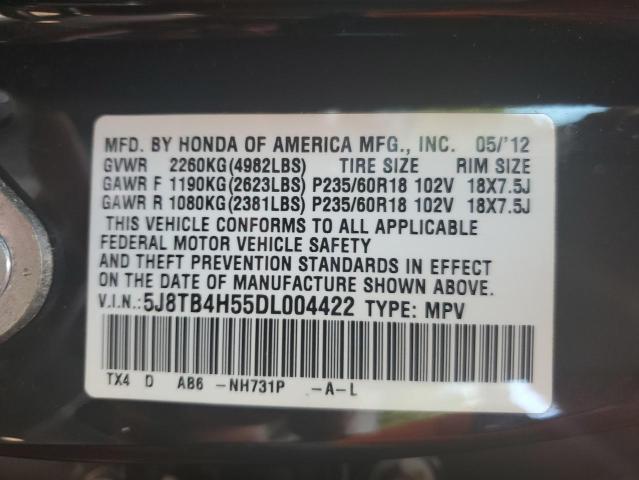 MFD. BY HONDA OF AMERICA MFG., INC. 05/'12
GVWR 2260KG(4982LBS) TIRE SIZE RIM SIZE
GAWR F 1190KG(2623LBS) P235/60R18 102V 18X7.5J
GAWR R 1080KG(2381LBS) P235/60R18 102V 18X7.5J
THIS VEHICLE CONFORMS TO ALL APPLICABLE
FEDERAL MOTOR VEHICLE SAFETY
AND THEFT PREVENTION STANDARDS IN EFFECT
ON THE DATE OF MANUFACTURE SHOWN ABOVE.
V.I.N.:5J8TB4H55DL004422 TYPE: MPV
TX4 D AB6 -NH731P -A-L